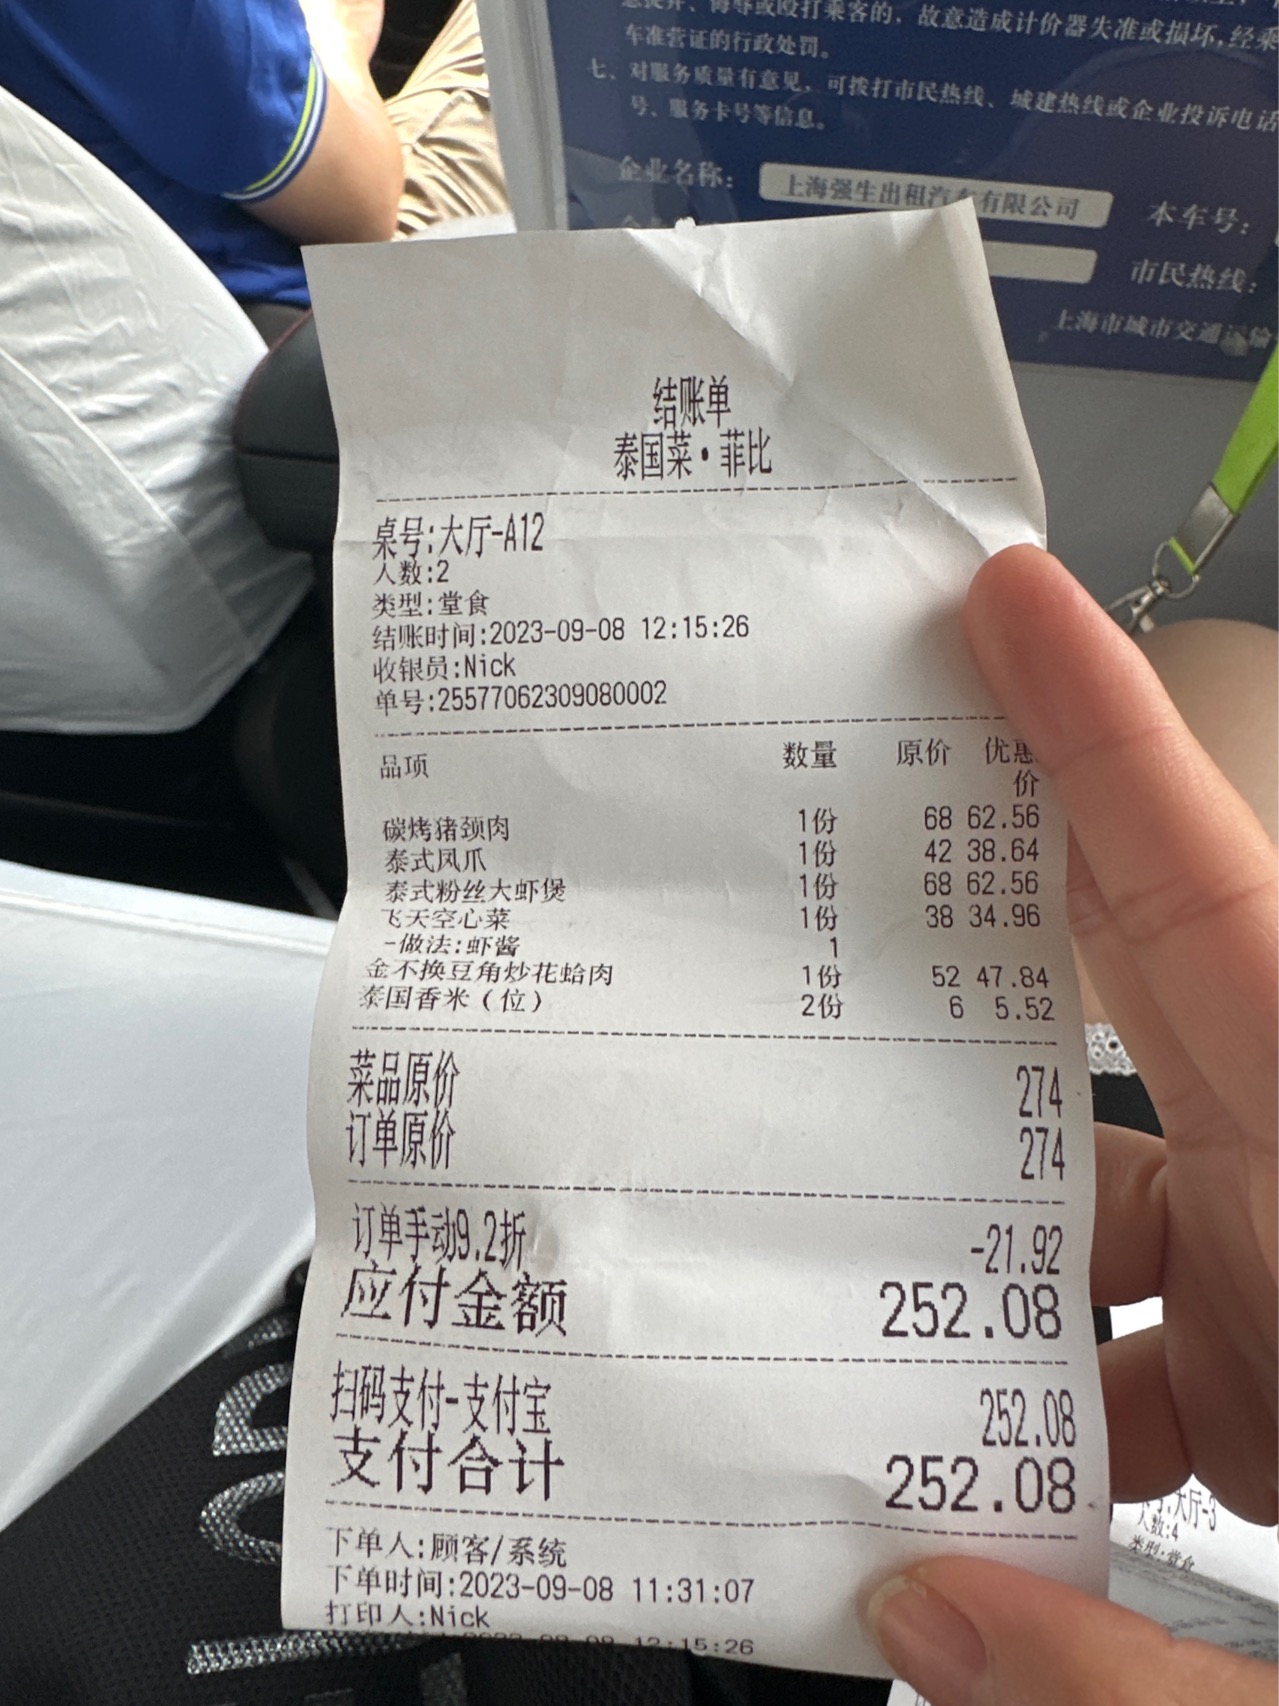 意拒开、侮辱或殴打乘客的，故意造成计价器失准或损坏，经乘
车准营证的行政处罚。
七、对服务质量有意见，可拨打市民热线、城建热线或企业投诉电话
号、服务卡号等信息。
企业名称：
上海强生出租汽车有限公司
本车号：
市民热线：
上海市城市交通运输
结账单
泰国菜·菲比
桌号:大厅-A12
人数:2
类型:堂食
结账时间:2023-09-08 12:15:26
收银员:Nick
单号:25577062309080002
品项 数量 原价 优惠
价
碳烤猪颈肉 1份 68 62.56
泰式凤爪 1份 42 38.64
泰式粉丝大虾煲 1份 68 62.56
飞天空心菜 1份 38 34.96
-做法:虾酱 1
金不换豆角炒花蛤肉 1份 52 47.84
泰国香米(位) 2份 6 5.52
菜品原价 274
订单原价 274
订单手动9.2折 -21.92
应付金额 252.08
扫码支付-支付宝 252.08
支付合计 252.08
下单人:顾客/系统
下单时间:2023-09-08 11:31:07
打印人:Nick
2023-09-08 12:15:26
大厅-3
人数:4
类型:堂食